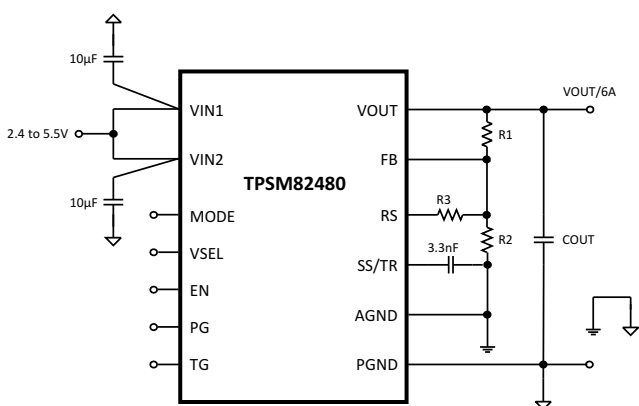 10µF
VOUT/6A
VIN1
VOUT
R1
2.4 to 5.5V
VIN2
FB
TPSM82480
10µF
MODE
RS
R3
R2
VSEL
3.3nF
COUT
SS/TR
EN
AGND
PG
TG
PGND